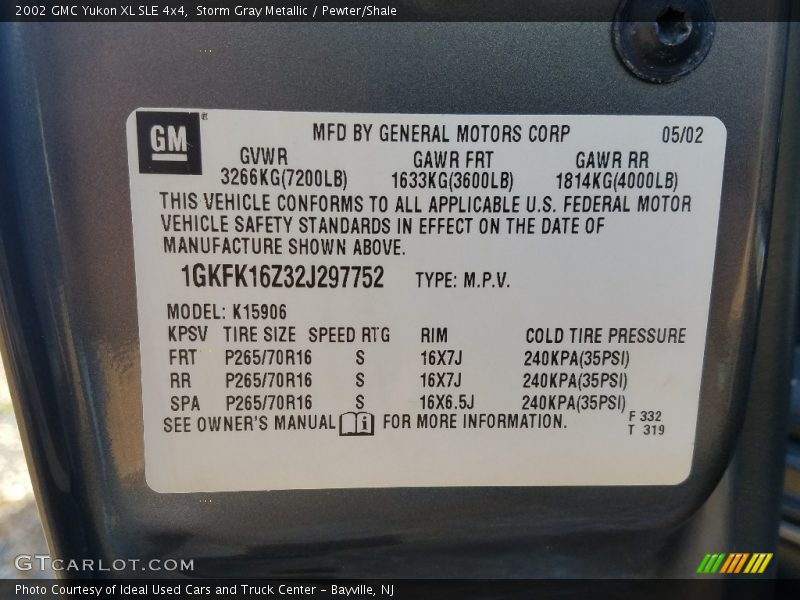 2002 GMC Yukon XL SLE 4x4, Storm Gray Metallic / Pewter/Shale
GM®
MFD BY GENERAL MOTORS CORP 05/02
GVWR GAWR FRT GAWR RR
3266KG(7200LB) 1633KG(3600LB) 1814KG(4000LB)
THIS VEHICLE CONFORMS TO ALL APPLICABLE U.S. FEDERAL MOTOR
VEHICLE SAFETY STANDARDS IN EFFECT ON THE DATE OF
MANUFACTURE SHOWN ABOVE.
1GKFK16Z32J297752 TYPE: M.P.V.
MODEL: K15906
KPSV TIRE SIZE SPEED RTG RIM COLD TIRE PRESSURE
FRT P265/70R16 S 16X7J 240KPA(35PSI)
RR P265/70R16 S 16X7J 240KPA(35PSI)
SPA P265/70R16 S 16X6.5J 240KPA(35PSI)
SEE OWNER'S MANUAL i FOR MORE INFORMATION.
F 332
T 319
GTCARLOT.COM
Photo Courtesy of Ideal Used Cars and Truck Center - Bayville, NJ